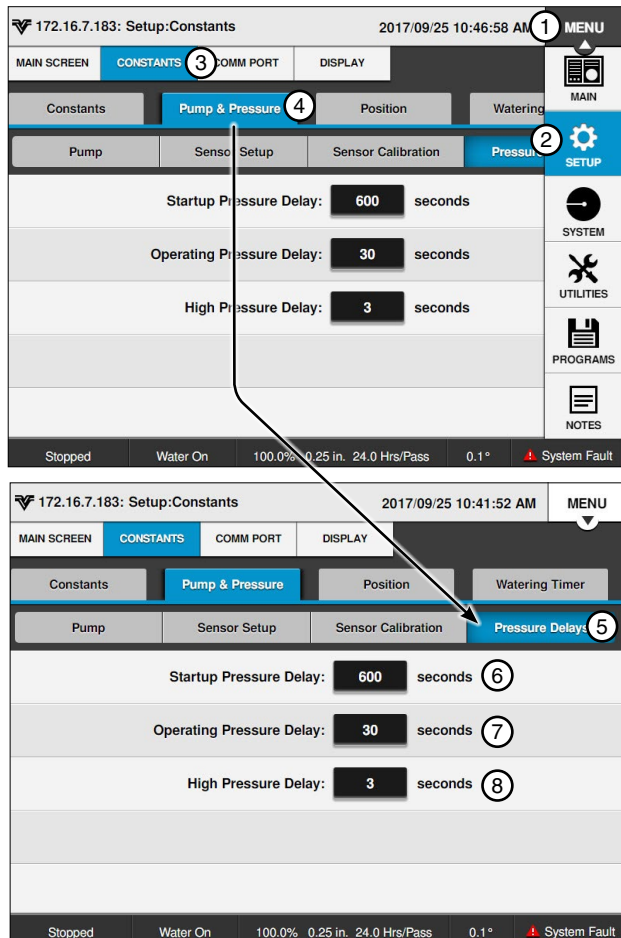 172.16.7.183: Setup:Constants 2017/09/25 10:46:58 AM 1 MENU
MAIN SCREEN CONSTANTS 3 COMM PORT DISPLAY
MAIN
Constants Pump & Pressure 4 Position Watering
2
Pump Sensor Setup Sensor Calibration Pressure
SETUP
Startup Pressure Delay: 600 seconds
SYSTEM
Operating Pressure Delay: 30 seconds
UTILITIES
High Pressure Delay: 3 seconds
PROGRAMS
NOTES
Stopped Water On 100.0% 0.25 in. 24.0 Hrs/Pass 0.1° System Fault
172.16.7.183: Setup:Constants 2017/09/25 10:41:52 AM MENU
MAIN SCREEN CONSTANTS COMM PORT DISPLAY
Constants Pump & Pressure Position Watering Timer
Pump Sensor Setup Sensor Calibration Pressure Delays 5
Startup Pressure Delay: 600 seconds 6
Operating Pressure Delay: 30 seconds 7
High Pressure Delay: 3 seconds 8
Stopped Water On 100.0% 0.25 in. 24.0 Hrs/Pass 0.1° System Fault